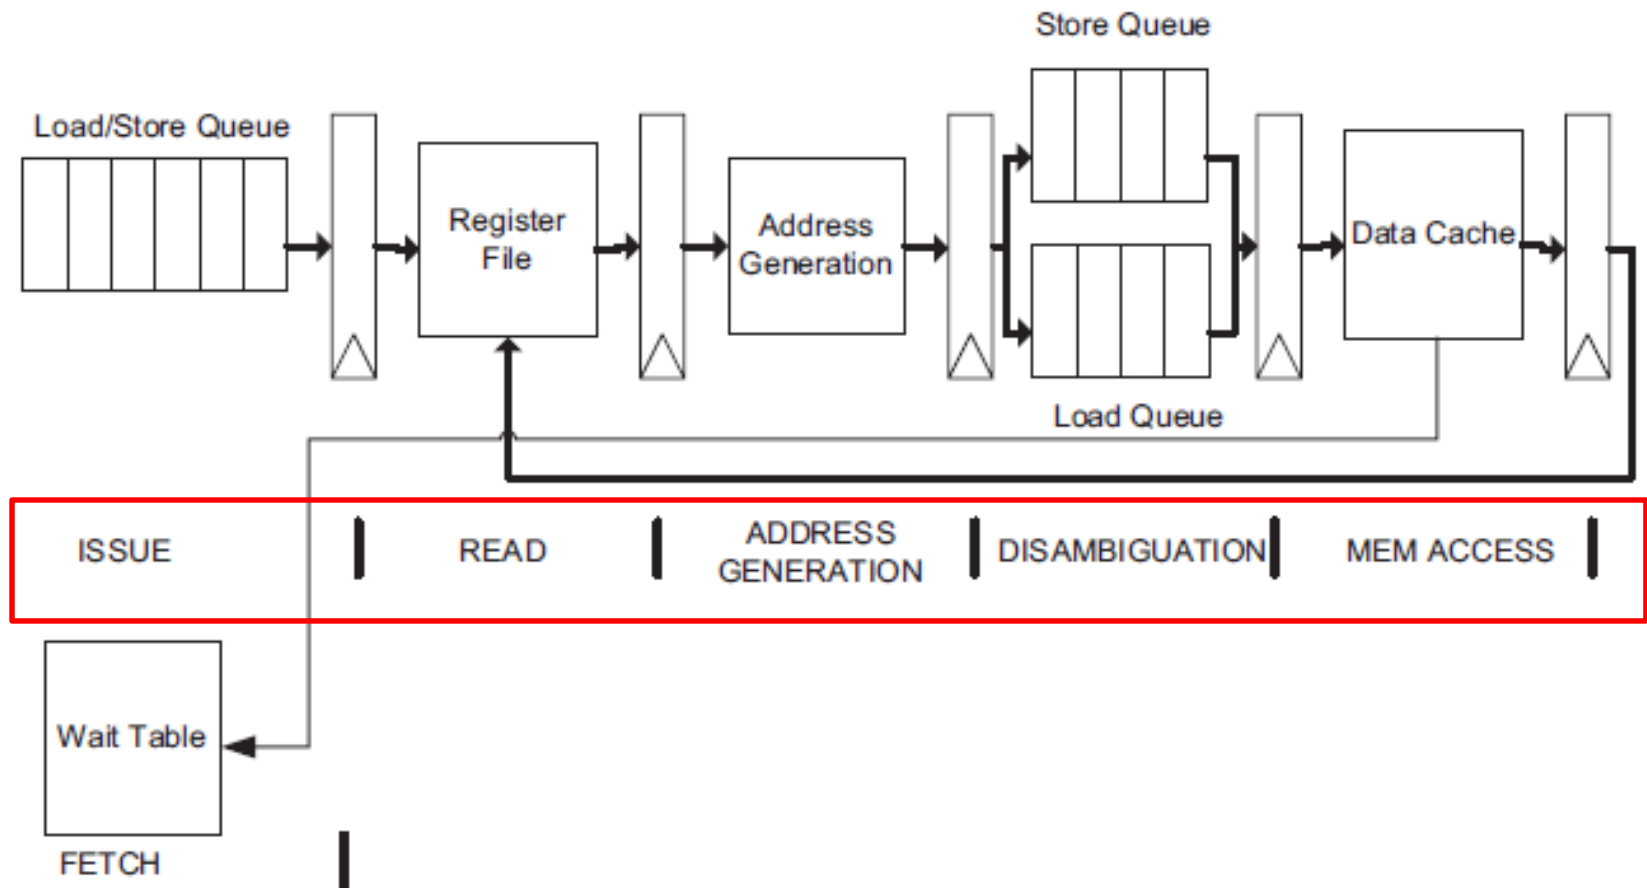 Store Queue
Load/Store Queue
Register
File
Address
Generation
Data Cache
Load Queue
ISSUE
READ
ADDRESS
GENERATION
DISAMBIGUATION
MEM ACCESS
Wait Table
FETCH